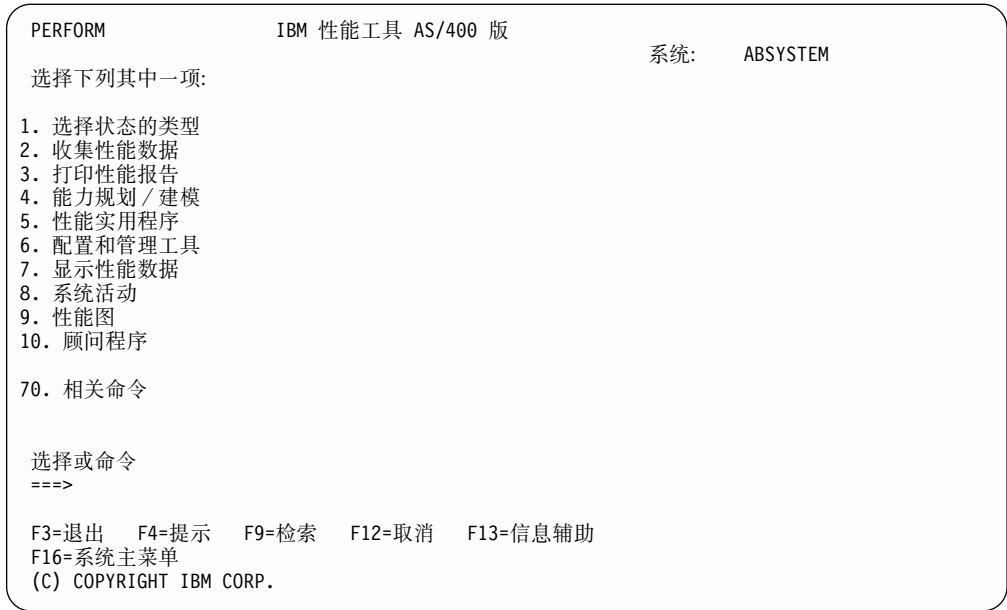 PERFORM IBM 性能工具 AS/400 版
系统: ABSYSTEM
选择下列其中一项:
1. 选择状态的类型
2. 收集性能数据
3. 打印性能报告
4. 能力规划／建模
5. 性能实用程序
6. 配置和管理工具
7. 显示性能数据
8. 系统活动
9. 性能图
10. 顾问程序
70. 相关命令
选择或命令
===>
F3=退出 F4=提示 F9=检索 F12=取消 F13=信息辅助
F16=系统主菜单
(C) COPYRIGHT IBM CORP.